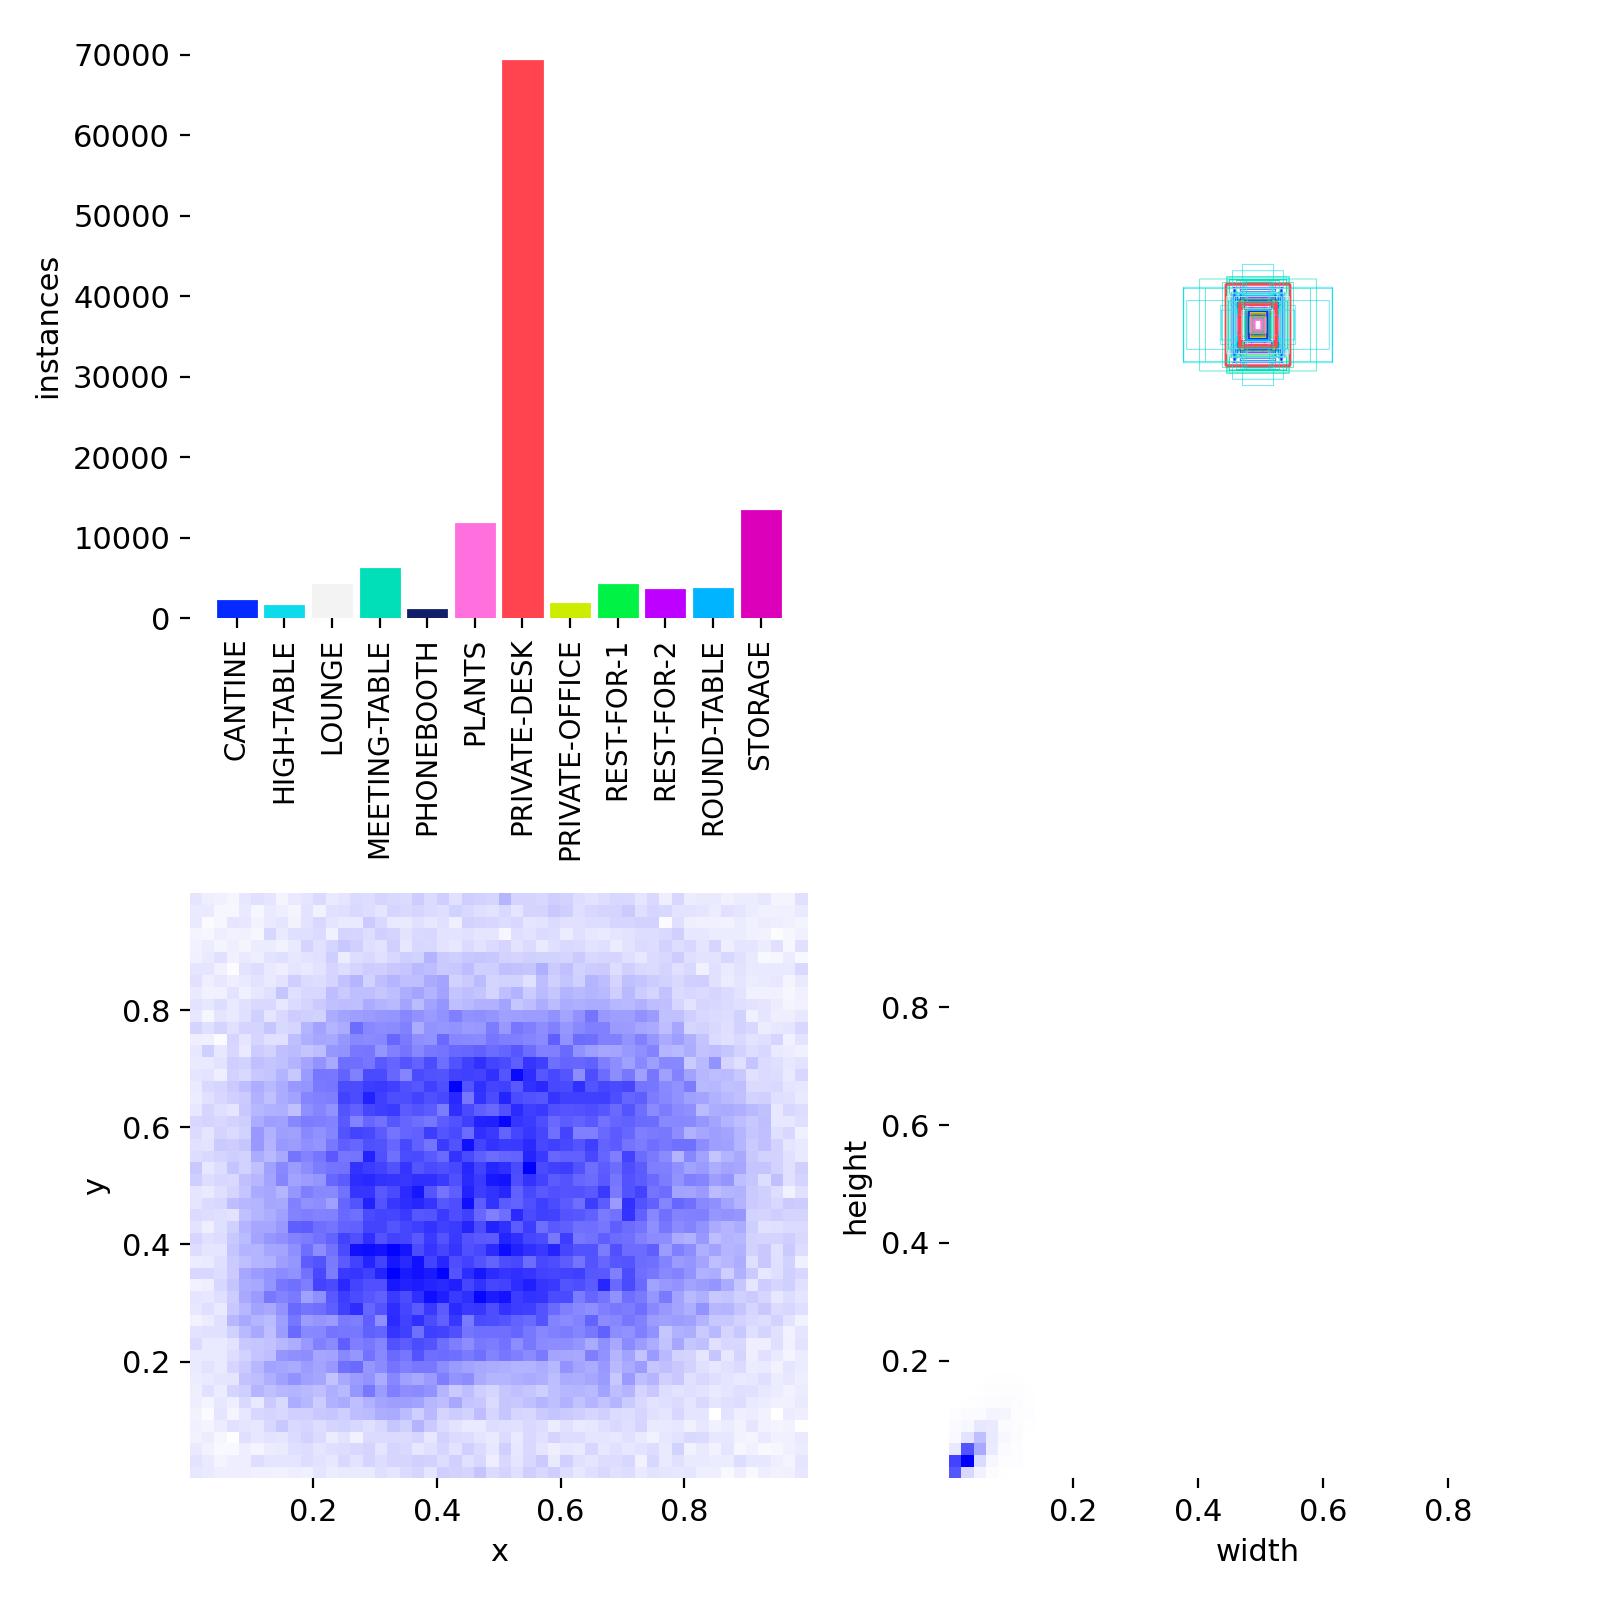 70000
60000
50000
40000
30000
20000
10000
0
instances
CANTINE
HIGH-TABLE
LOUNGE
MEETING-TABLE
PHONEBOOTH
PLANTS
PRIVATE-DESK
PRIVATE-OFFICE
REST-FOR-1
REST-FOR-2
ROUND-TABLE
STORAGE
0.8
0.6
0.4
0.2
y
0.2 0.4 0.6 0.8
x
0.8
0.6
0.4
0.2
height
0.2 0.4 0.6 0.8
width